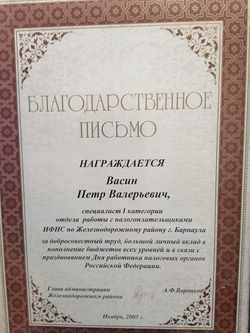 БЛАГОДАРСТВЕННОЕ
ПИСЬМО
НАГРАЖДАЕТСЯ
Васин
Петр Валерьевич,
специалист I категории
отдела работы с налогоплательщиками
ИФНС по Железнодорожному району г. Барнаула
за добросовестный труд, большой личный вклад в
пополнение бюджетов всех уровней и в связи с
празднованием Дня работника налоговых органов
Российской Федерации.
Глава администрации
Железнодорожного района
А.Ф.Воронков
Ноябрь, 2005 г.